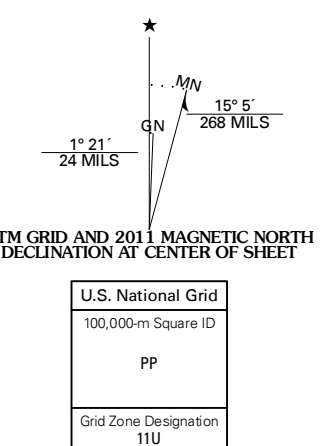 ★
MN
GN
15° 5´
268 MILS
1° 21´
24 MILS
TM GRID AND 2011 MAGNETIC NORTH
DECLINATION AT CENTER OF SHEET
U.S. National Grid
100,000-m Square ID
PP
Grid Zone Designation
11U